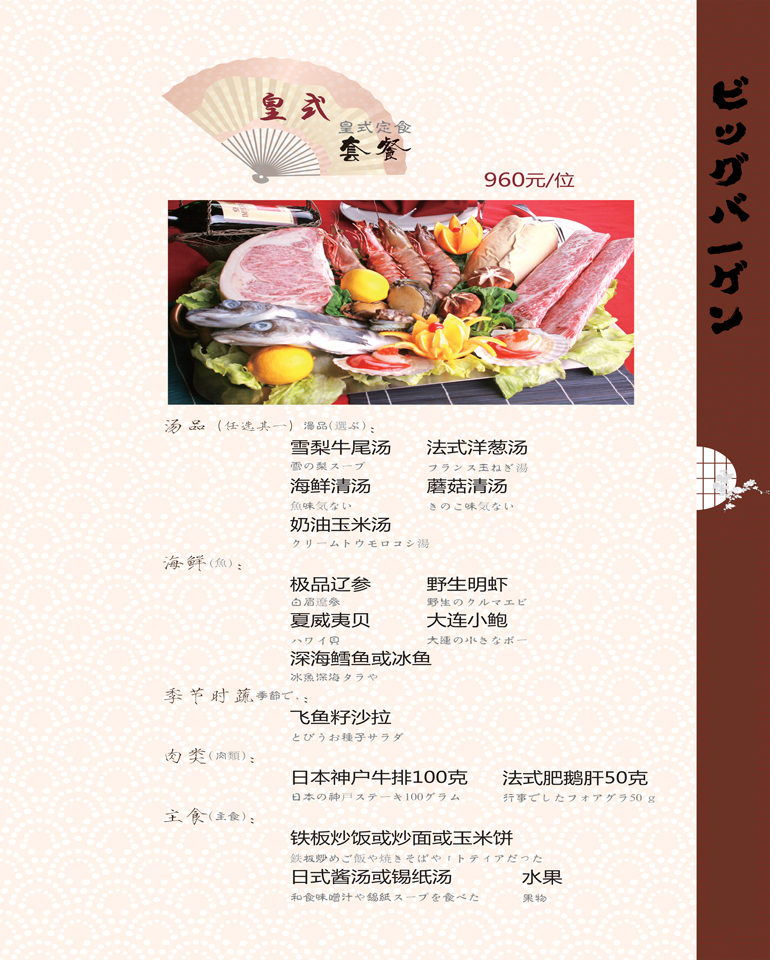 皇式
皇式定食
套餐
960元/位
ビッグバーゲン
汤品（任选其一）湯品(選ぶ)：
雪梨牛尾汤 法式洋葱汤
雪の梨スープ フランス玉ねぎ湯
海鲜清汤 蘑菇清汤
魚味気ない きのこ味気ない
奶油玉米汤
クリームトウモロコシ湯
海鲜(魚)：
极品辽参 野生明虾
野生のクルマエビ
夏威夷贝 大连小鲍
ハワイ貝 大連の小さなボー
深海鳕鱼或冰鱼
冰魚深海タラや
季节时蔬季節で、：
飞鱼籽沙拉
とびうお種子サラダ
肉类(肉類)：
日本神户牛排100克 法式肥鹅肝50克
日本の神戸ステーキ100グラム 行事でしたフォアグラ50 g
主食(主食)：
铁板炒饭或炒面或玉米饼
鉄板炒めご飯や焼きそばや
日式酱汤或锡纸汤 水果
和食味噌汁や錫紙スープを食べた 果物